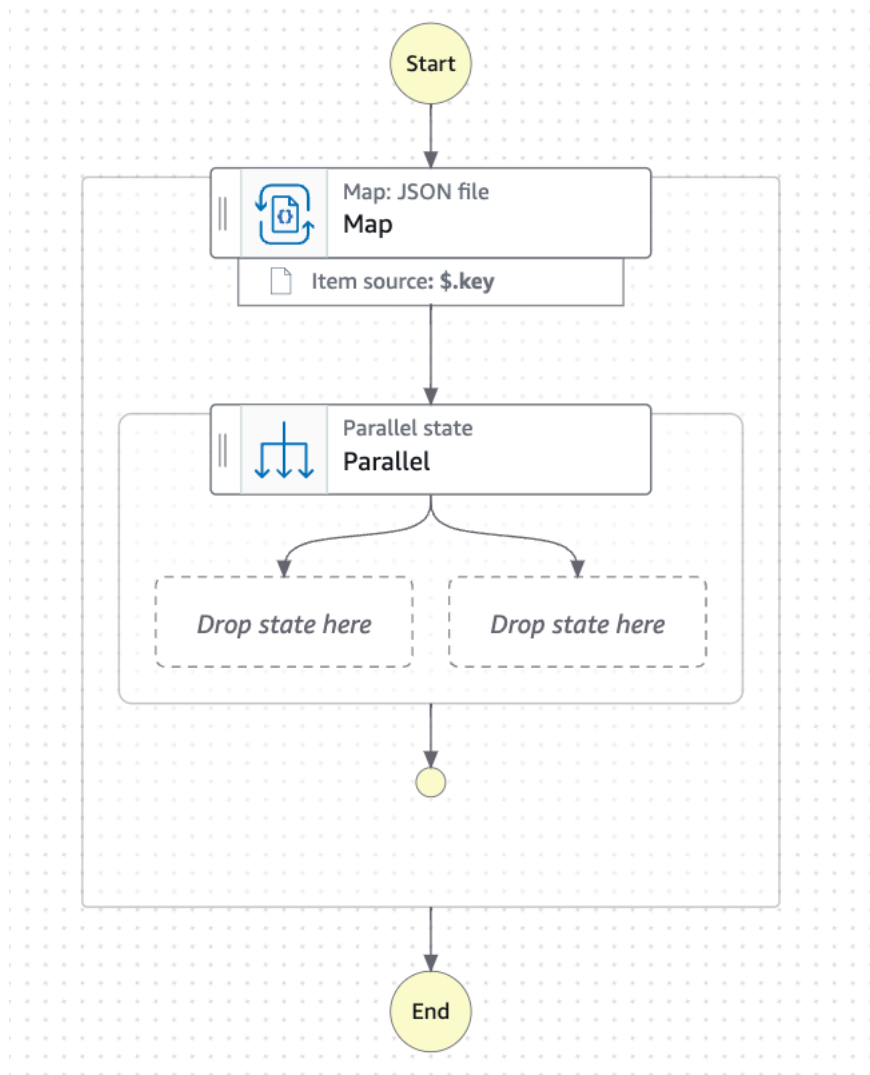 Start
Map: JSON file
Map
Item source: $.key
Parallel state
Parallel
Drop state here
Drop state here
End